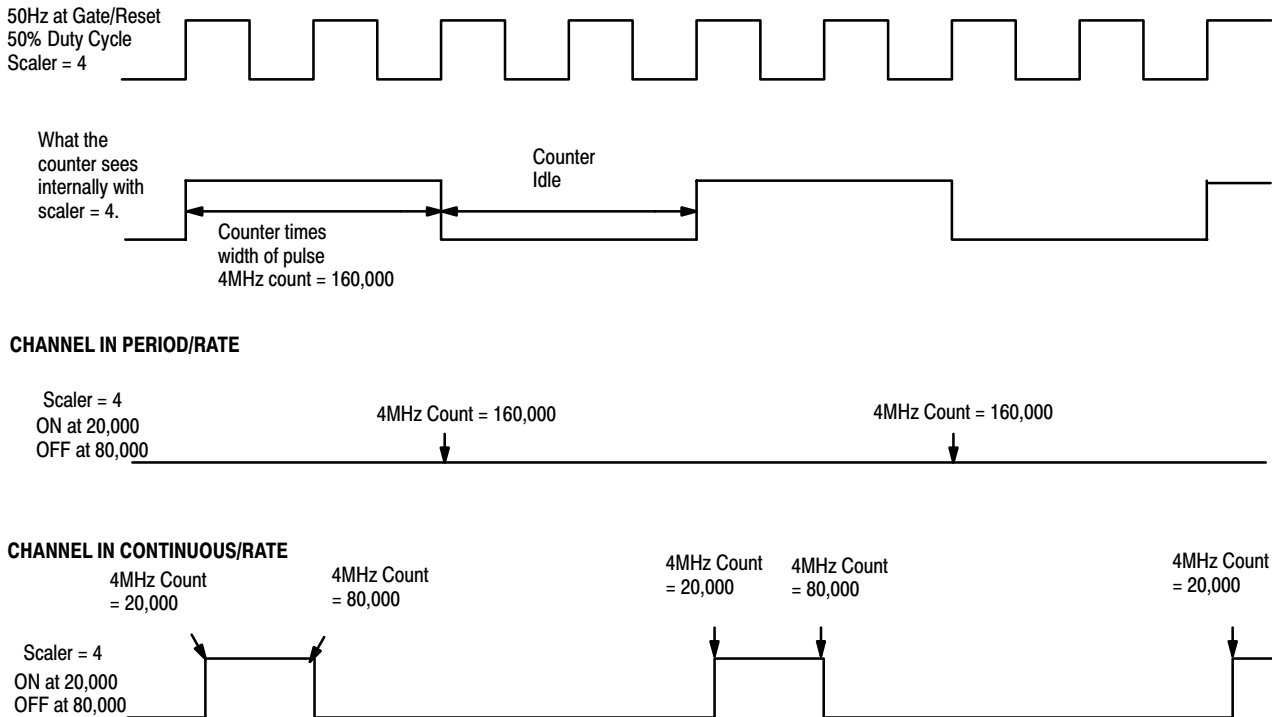 50Hz at Gate/Reset
50% Duty Cycle
Scaler = 4
What the
counter sees
internally with
scaler = 4.
Counter
Idle
Counter times
width of pulse
4MHz count = 160,000
CHANNEL IN PERIOD/RATE
Scaler = 4
ON at 20,000
OFF at 80,000
4MHz Count = 160,000
4MHz Count = 160,000
CHANNEL IN CONTINUOUS/RATE
4MHz Count
= 20,000
4MHz Count
= 80,000
4MHz Count
= 20,000
4MHz Count
= 80,000
4MHz Count
= 20,000
Scaler = 4
ON at 20,000
OFF at 80,000